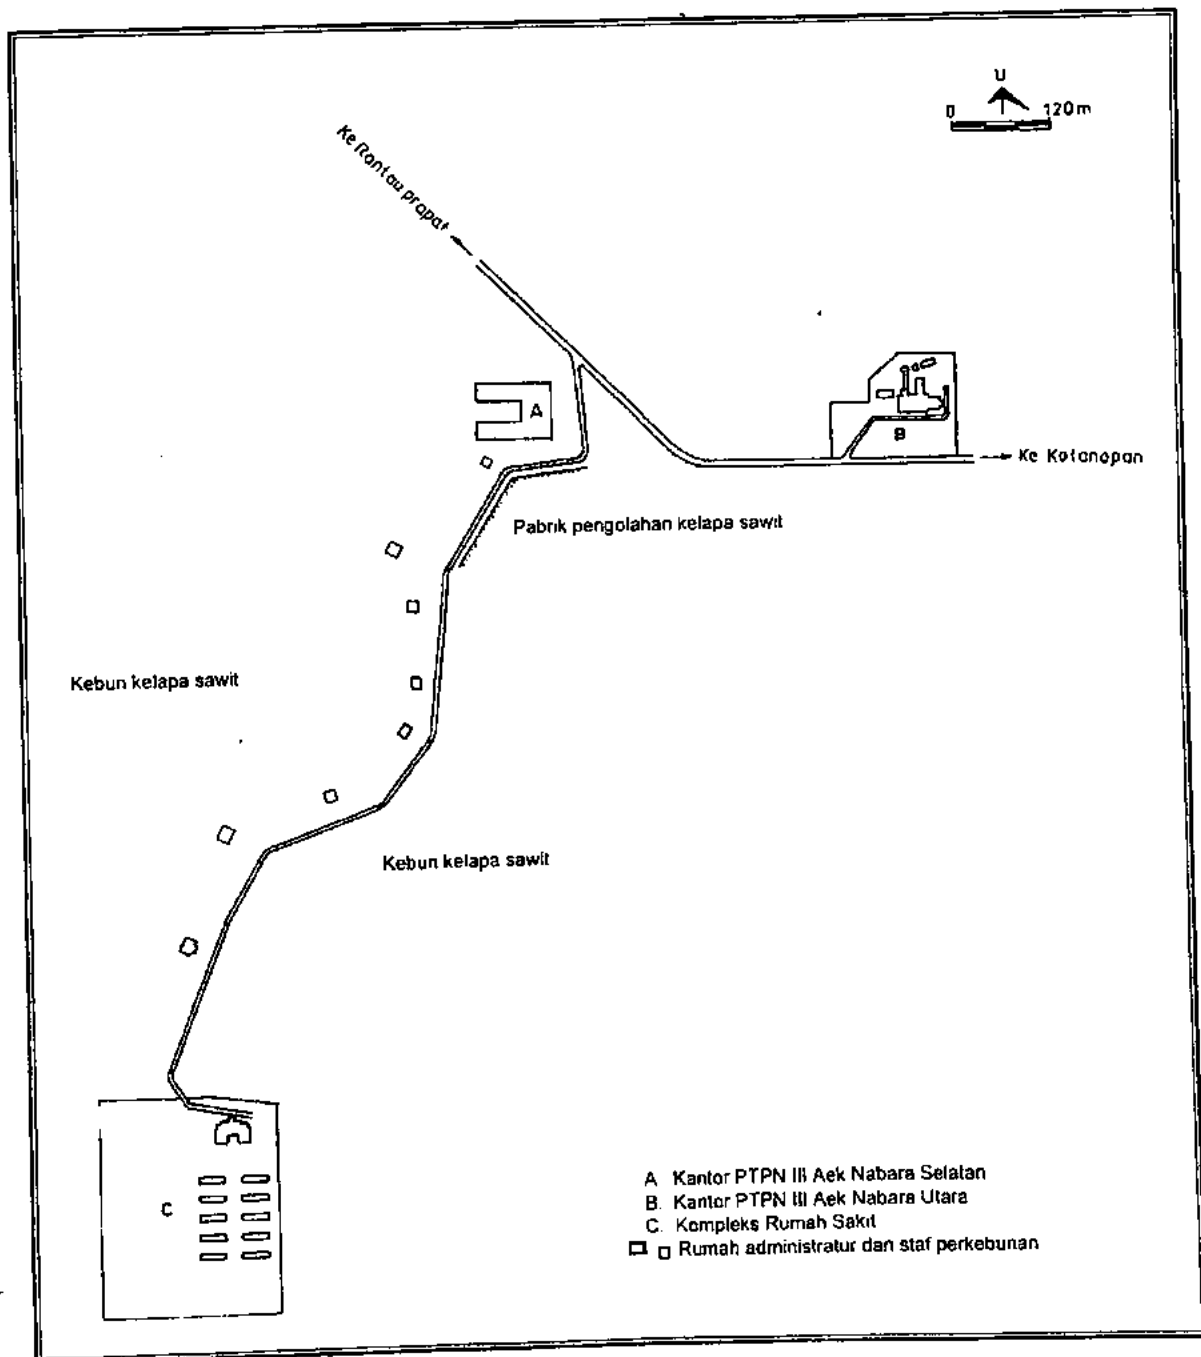 U
0 120m
Ke Rantau prapat
A
B
Ke Kotanopan
Pabrik pengolahan kelapa sawit
Kebun kelapa sawit
Kebun kelapa sawit
C
A Kantor PTPN III Aek Nabara Selatan
B. Kantor PTPN III Aek Nabara Utara
C. Kompleks Rumah Sakit
Rumah administratur dan staf perkebunan